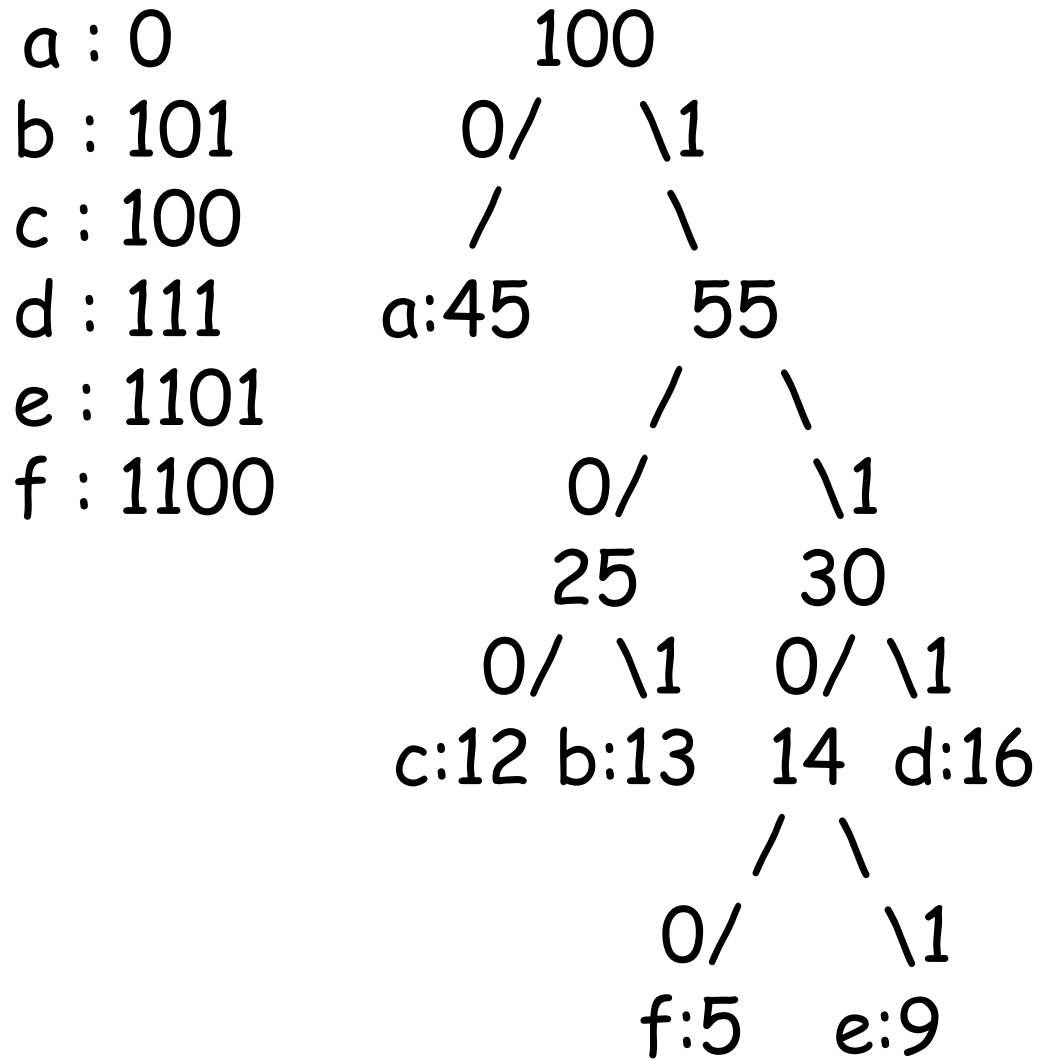 a : 0 100
b : 101 0/ \1
c : 100 / \
d : 111 a:45 55
e : 1101 / \
f : 1100 0/ \1
25 30
0/ \1 0/ \1
c:12 b:13 14 d:16
/ \
0/ \1
f:5 e:9